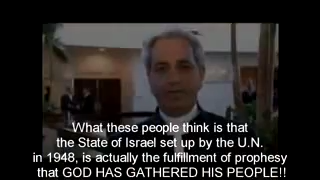 What these people think is that
the State of Israel set up by the U.N.
in 1948, is actually the fulfillment of prophesy
that GOD HAS GATHERED HIS PEOPLE!!